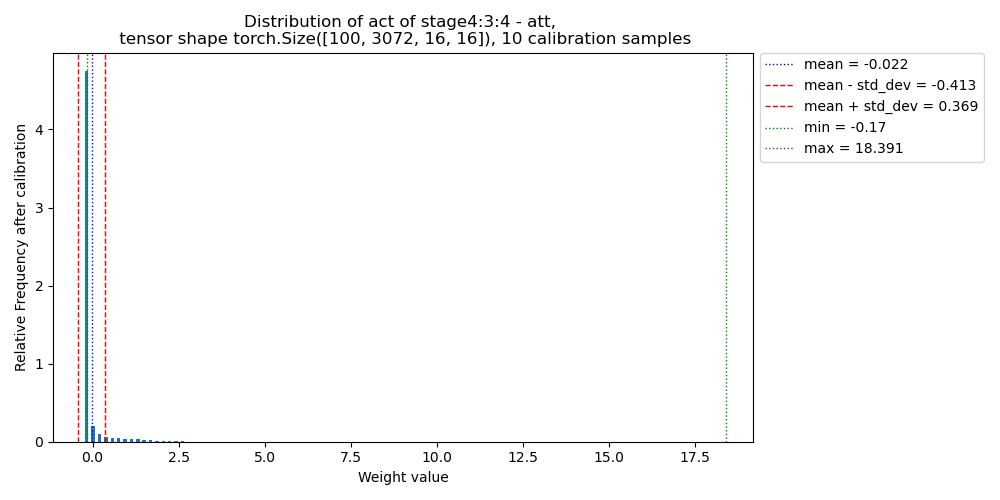 Distribution of act of stage4:3:4 - att,
tensor shape torch.Size([100, 3072, 16, 16]), 10 calibration samples
mean = -0.022
mean - std_dev = -0.413
mean + std_dev = 0.369
min = -0.17
max = 18.391
Relative Frequency after calibration
4
3
2
1
0
0.0 2.5 5.0 7.5 10.0 12.5 15.0 17.5
Weight value